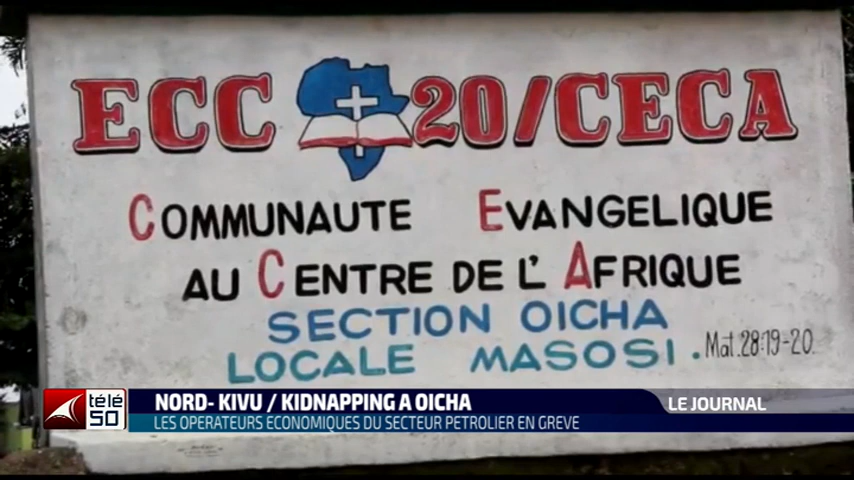 ECC 20/CECA
COMMUNAUTE EVANGELIQUE
AU CENTRE DE L'AFRIQUE
SECTION OICHA
LOCALE MASOSI.
Mat.28:19-20.
télé 50
NORD- KIVU / KIDNAPPING A OICHA
LE JOURNAL
LES OPERATEURS ECONOMIQUES DU SECTEUR PETROLIER EN GREVE